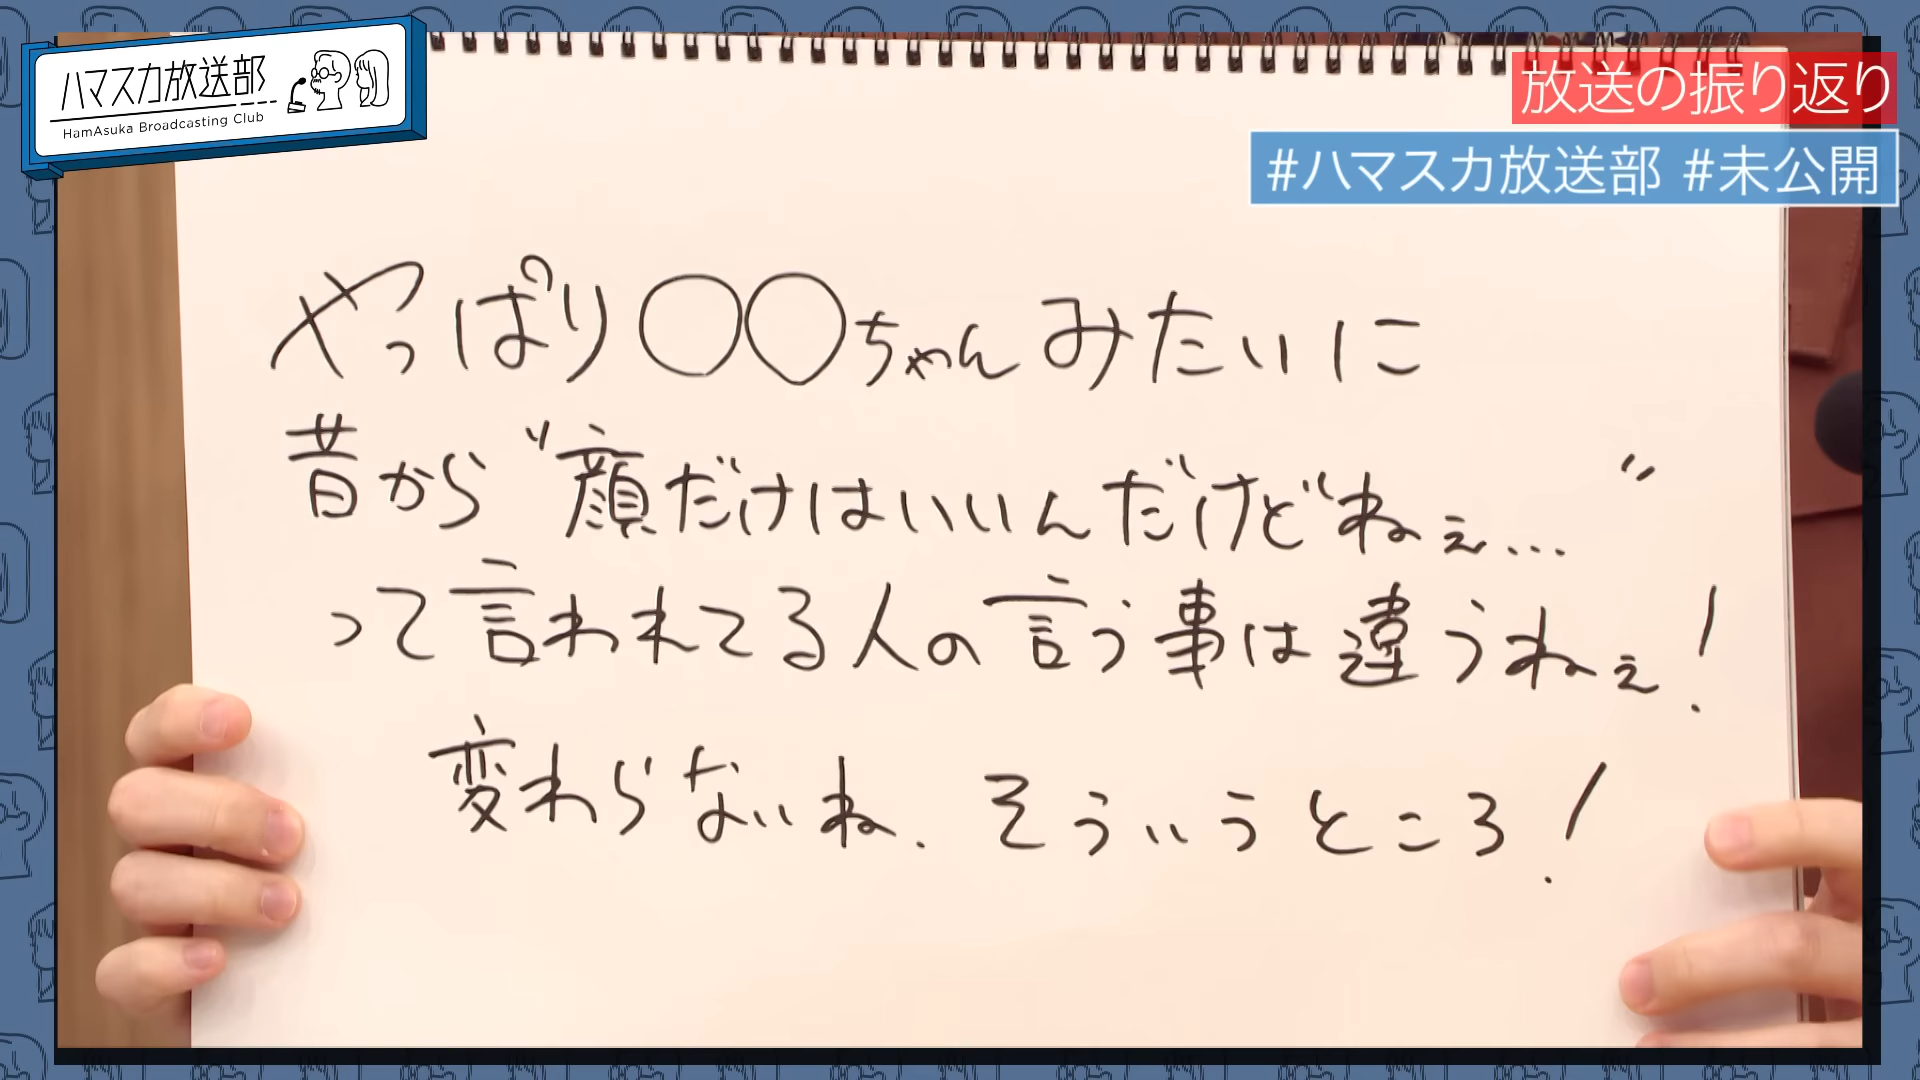 ハマスカ放送部
HamAsuka Broadcasting Club
放送の振り返り
#ハマスカ放送部 #未公開
やっぱり〇〇ちゃんみたいに
昔から"顔だけはいいんだけどねぇ…"
って言われてる人の言う事は違うねぇ!
変わらないね、そういうところ!